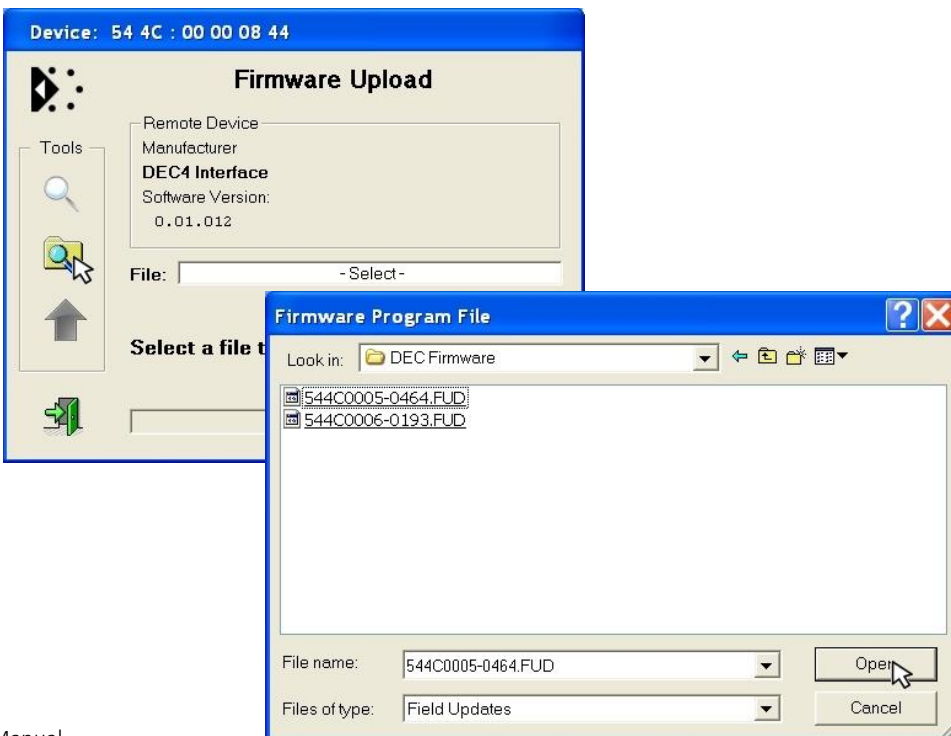 Device: 54 4C : 00 00 08 44
Firmware Upload
Tools
Remote Device
Manufacturer
DEC4 Interface
Software Version:
0.01.012
File: - Select -
Select a file t
Firmware Program File
Look in: DEC Firmware
544C0005-0464.FUD
544C0006-0193.FUD
File name: 544C0005-0464.FUD
Open
Files of type: Field Updates
Cancel